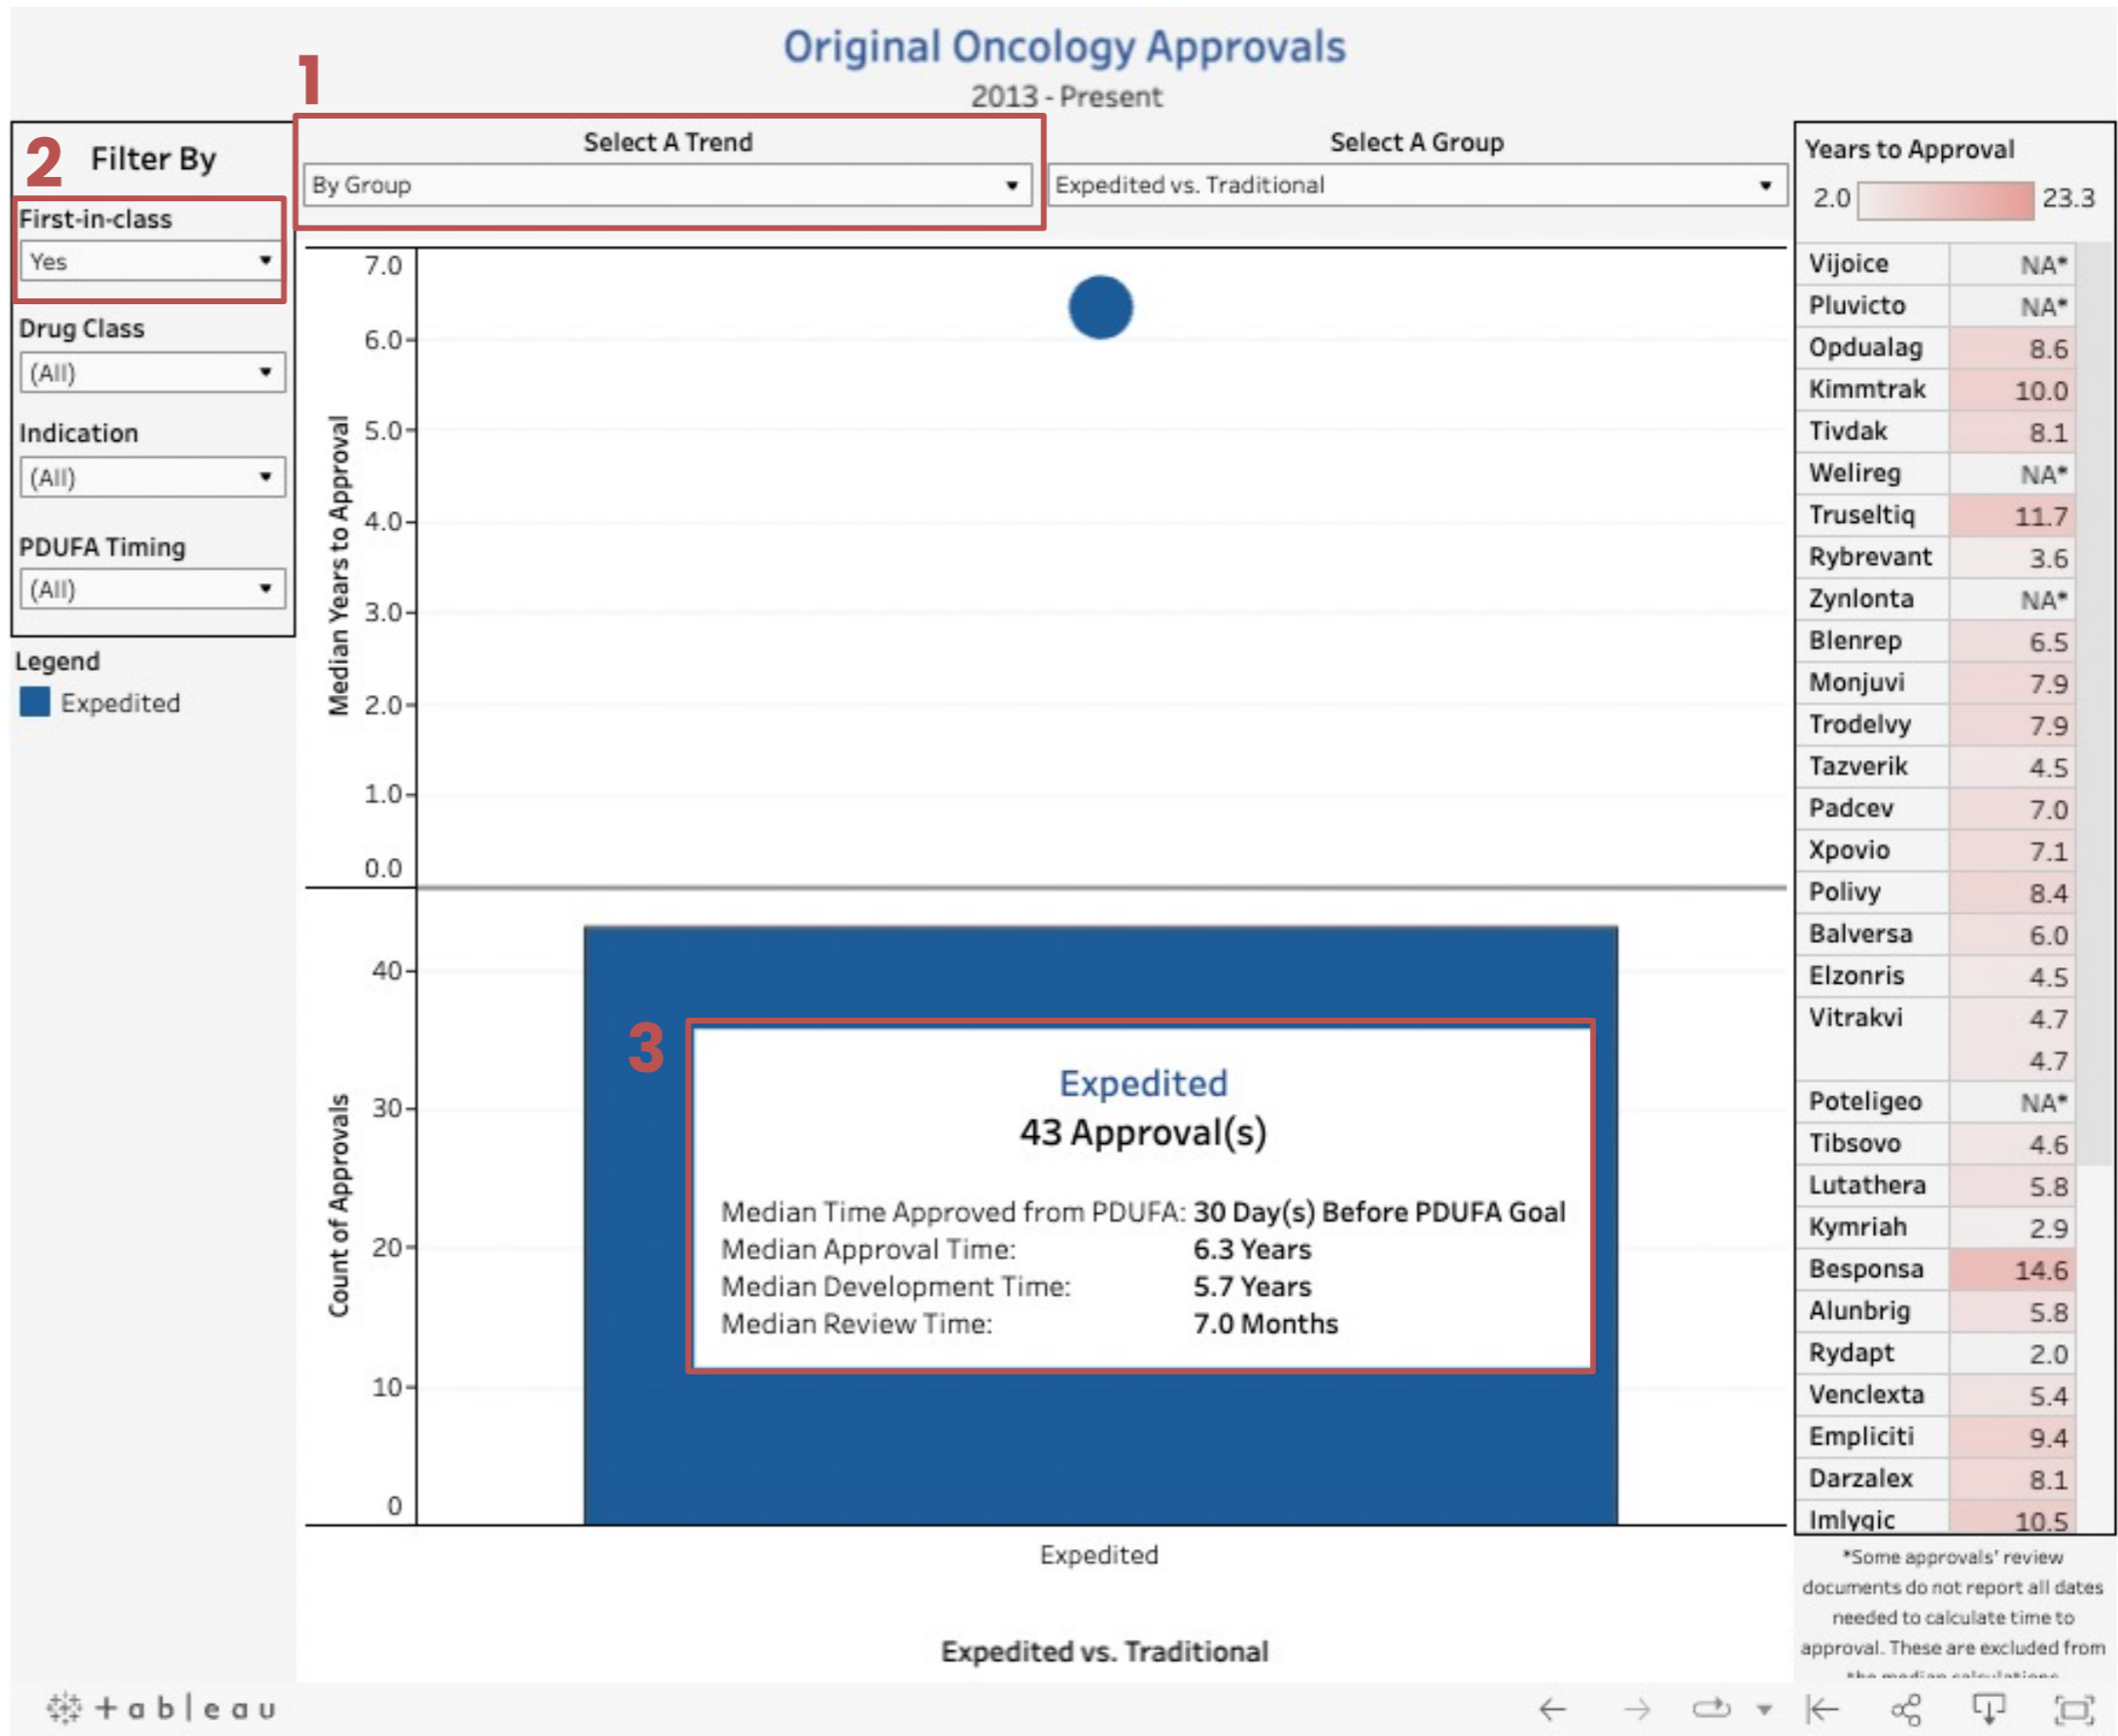 Original Oncology Approvals
2013 - Present
1
2
Filter By
First-in-class
Yes
Drug Class
(All)
Indication
(All)
PDUFA Timing
(All)
Legend
Expedited
Select A Trend
By Group
Select A Group
Expedited vs. Traditional
Median Years to Approval
7.0
6.0
5.0
4.0
3.0
2.0
1.0
0.0
Count of Approvals
40
30
20
10
0
3
Expedited
43 Approval(s)
Median Time Approved from PDUFA: 30 Day(s) Before PDUFA Goal
Median Approval Time: 6.3 Years
Median Development Time: 5.7 Years
Median Review Time: 7.0 Months
Expedited
Expedited vs. Traditional
Years to Approval
2.0 23.3
Vijoice NA*
Pluvicto NA*
Opdualag 8.6
Kimmtrak 10.0
Tivdak 8.1
Welireg NA*
Truseltiq 11.7
Rybrevant 3.6
Zynlonta NA*
Blenrep 6.5
Monjuvi 7.9
Trodelvy 7.9
Tazverik 4.5
Padcev 7.0
Xpovio 7.1
Polivy 8.4
Balversa 6.0
Elzonris 4.5
Vitrakvi 4.7
4.7
Poteligeo NA*
Tibsovo 4.6
Lutathera 5.8
Kymriah 2.9
Besponsa 14.6
Alunbrig 5.8
Rydapt 2.0
Venclexta 5.4
Empliciti 9.4
Darzalex 8.1
Imlygic 10.5
*Some approvals' review
documents do not report all dates
needed to calculate time to
approval. These are excluded from
+ableau